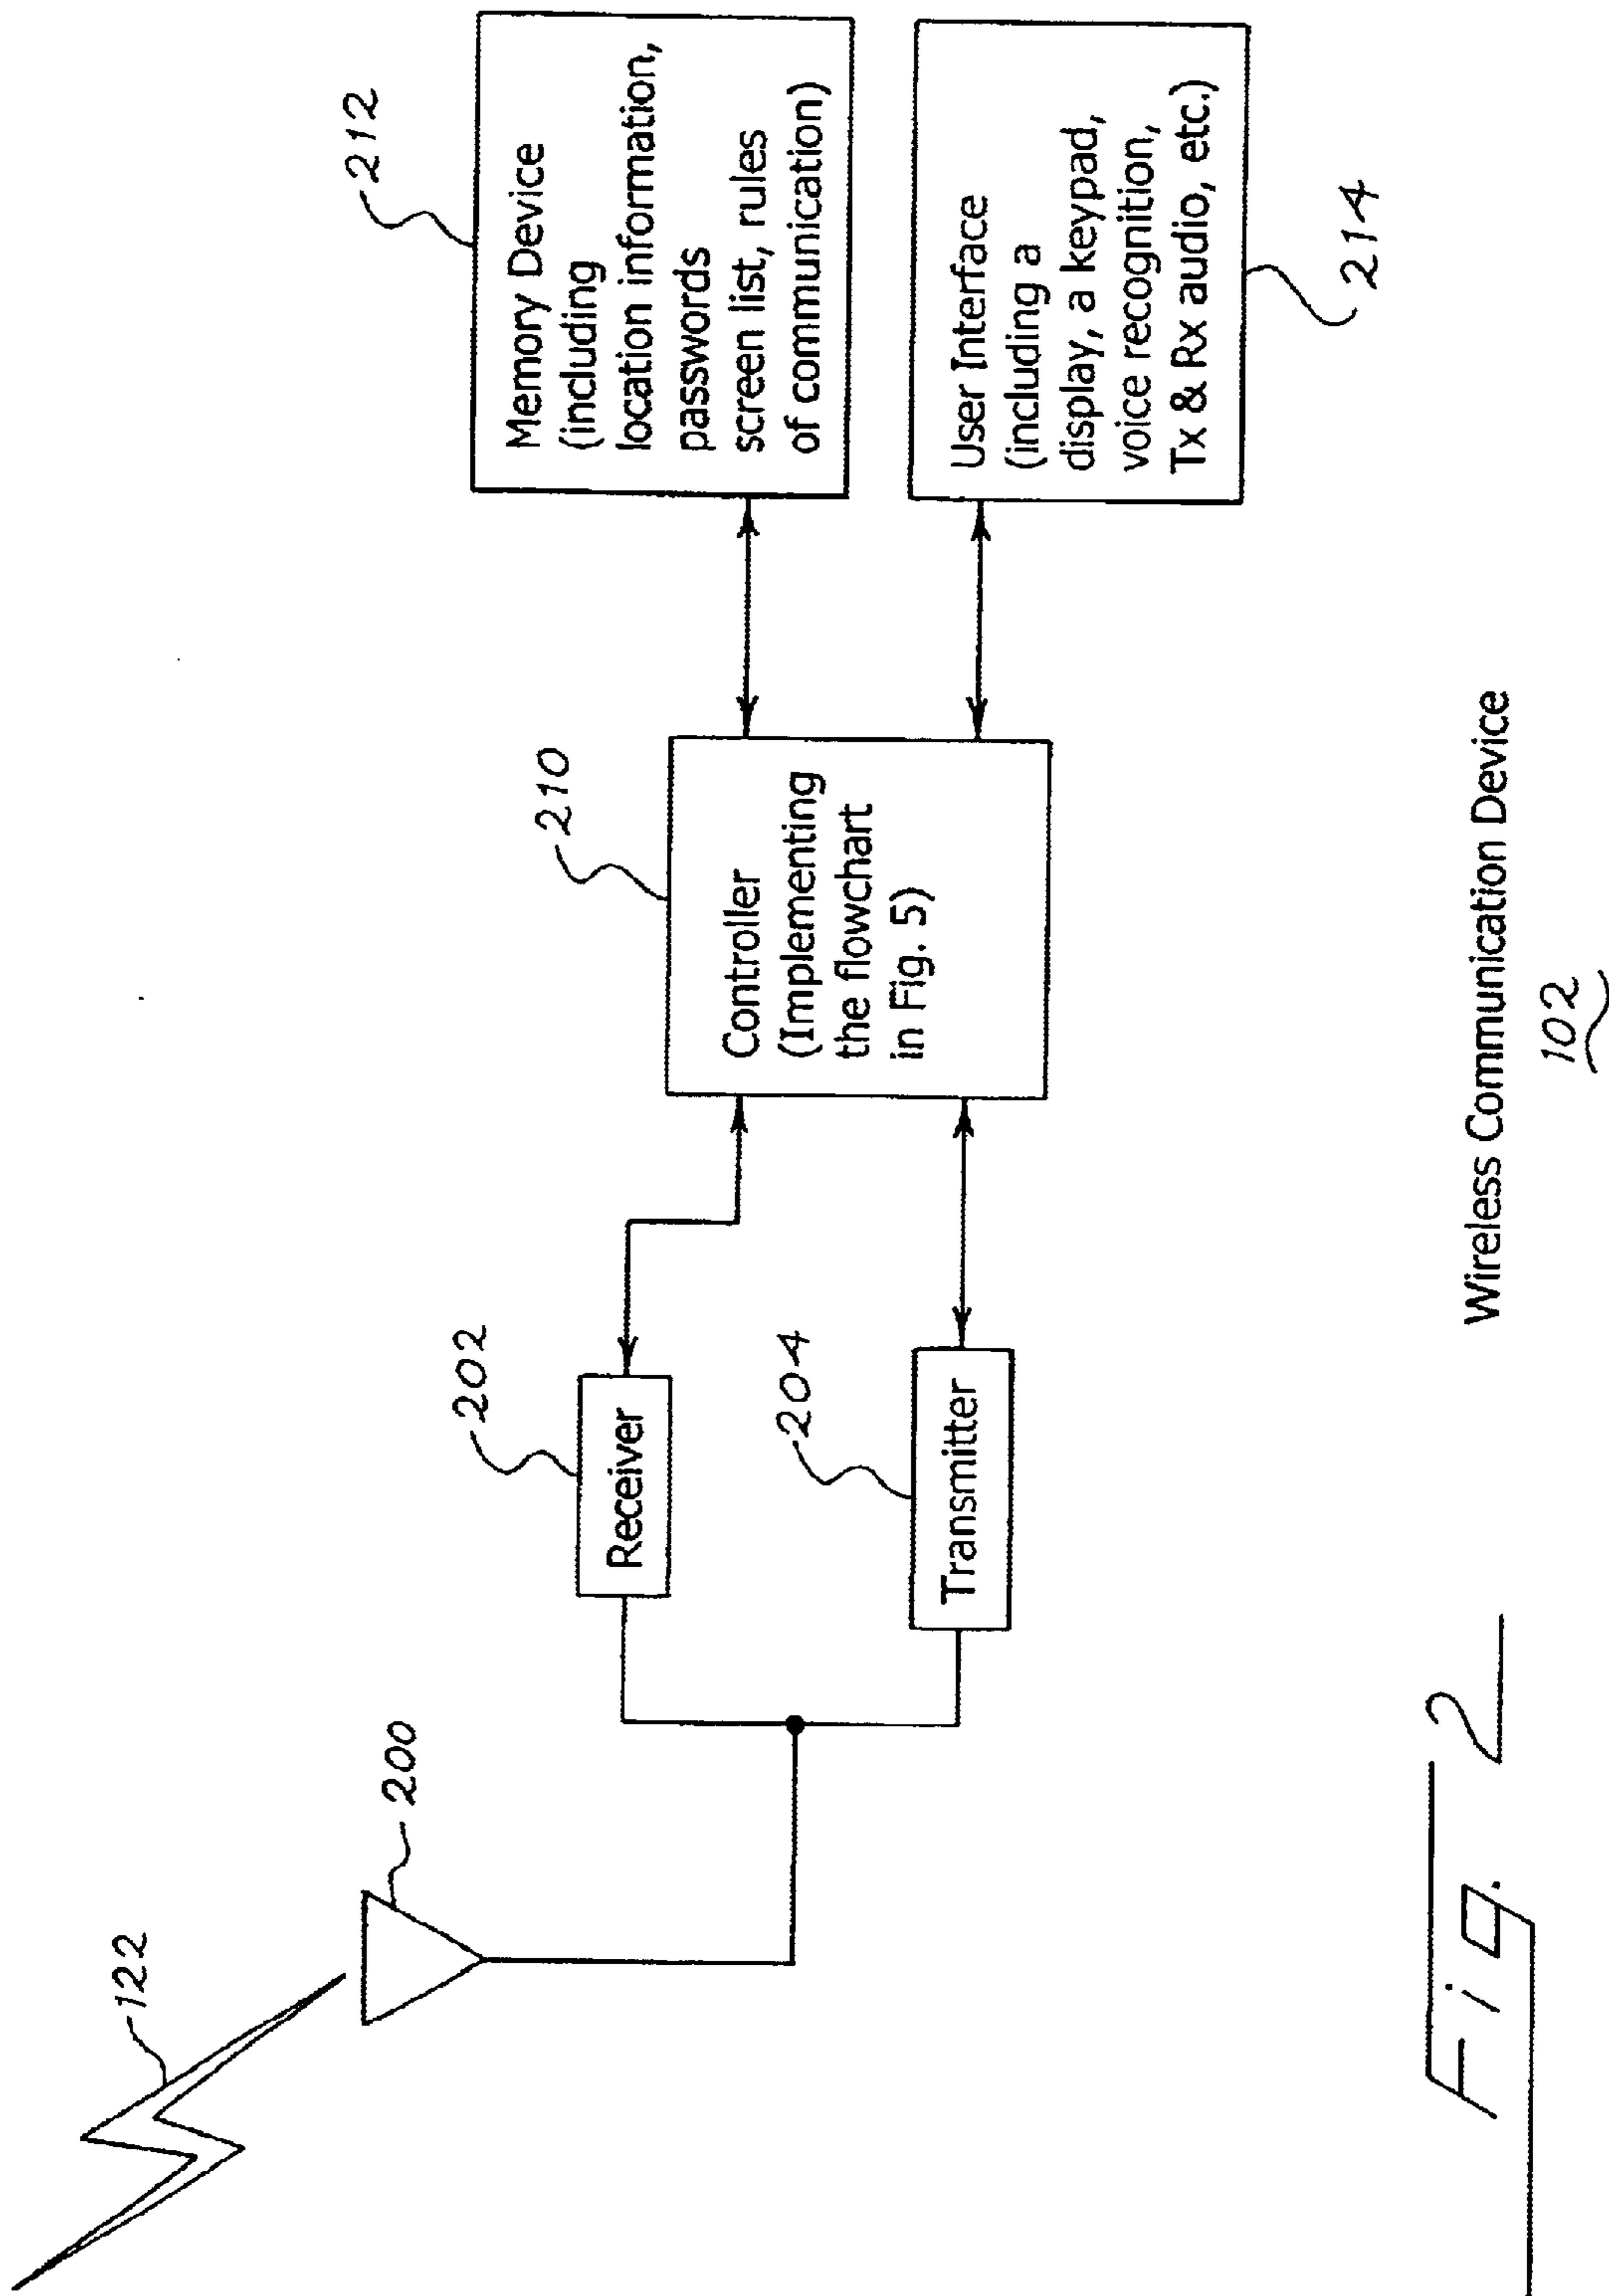 122
200
202
Receiver
204
Transmitter
210
Controller
(Implementing
the flowchart
in Fig. 5)
212
Memory Device
(including
location information,
passwords
screen list, rules
of communication)
User Interface
(including a
display, a keypad,
voice recognition,
Tx & Rx audio, etc.)
214
Wireless Communication Device
102
Fig. 2